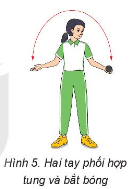 Hình 5. Hai tay phối hợp
tung và bắt bóng